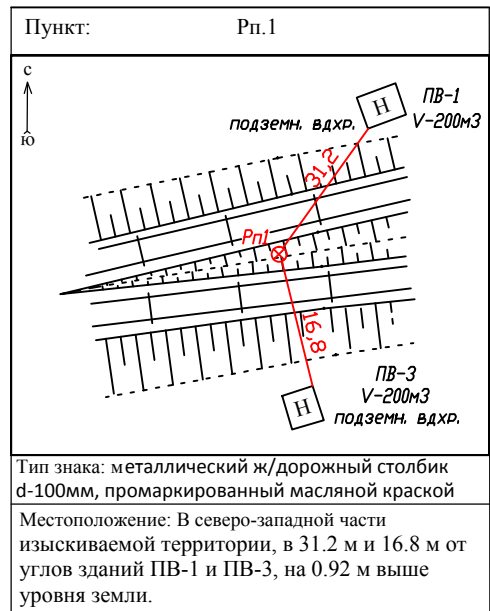 Пункт: Рп.1
с
ю
Н
ПВ-1
V-200м3
подземн. вдхр.
31,2
Рп1
16,8
ПВ-3
V-200м3
подземн. вдхр.
Н
Тип знака: металлический ж/дорожный столбик
d-100мм, промаркированный масляной краской
Местоположение: В северо-западной части
изыскиваемой территории, в 31.2 м и 16.8 м от
углов зданий ПВ-1 и ПВ-3, на 0.92 м выше
уровня земли.